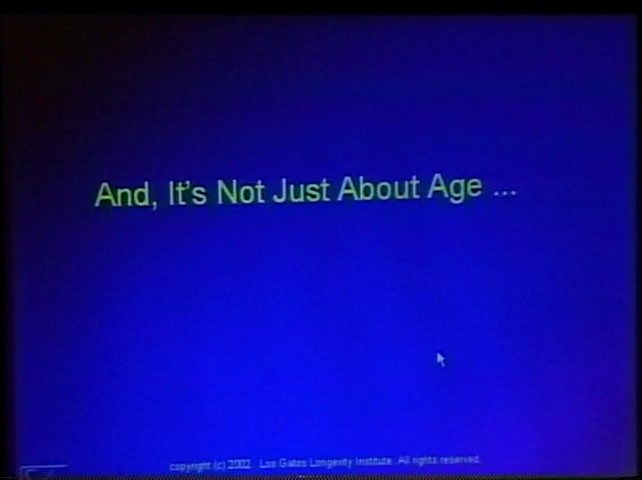 And, It's Not Just About Age ...
copyright (c) 2002 Los Gatos Longevity Institute. All rights reserved.